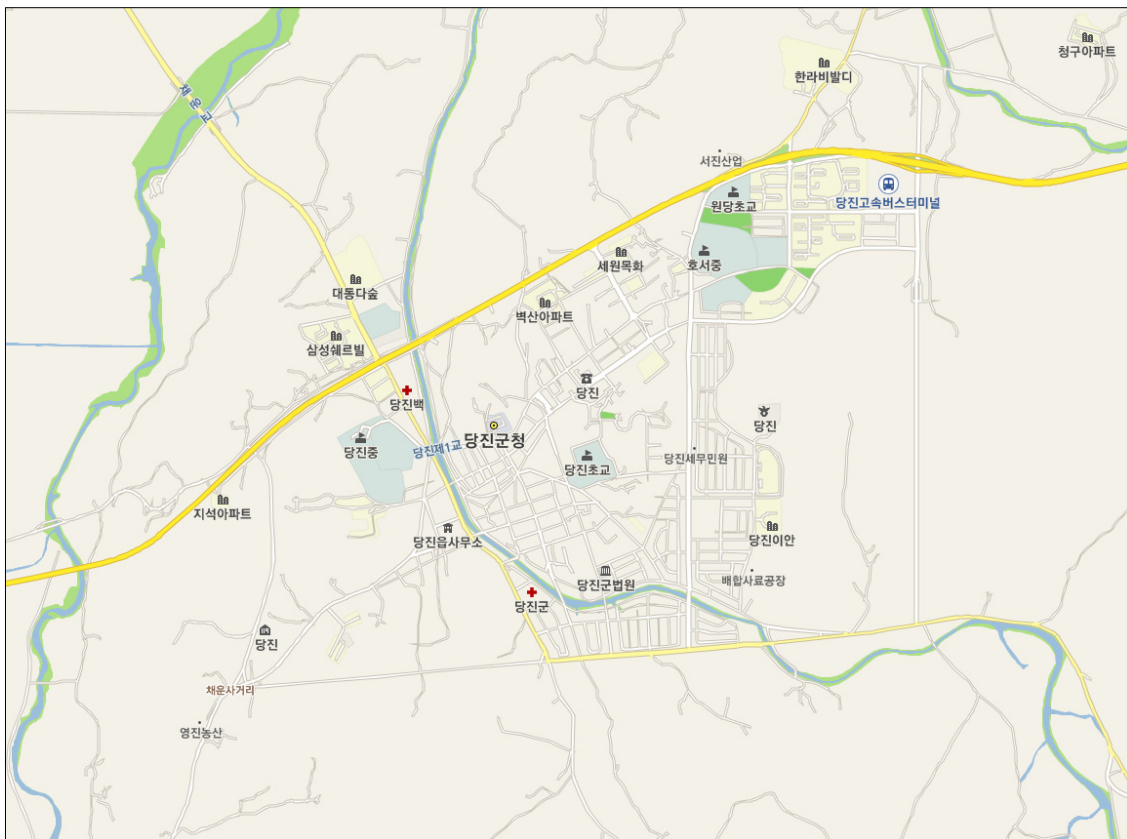 청구아파트
한라비발디
채운교
서진산업
당진고속버스터미널
원당초교
세원목화
호서중
대동다숲
벽산아파트
삼성쉐르빌
당진백
당진
당진
당진군청
당진제1교
당진중
당진초교
당진세무민원
지석아파트
당진읍사무소
당진이안
당진군법원
배합사료공장
당진군
당진
채운사거리
영진농산